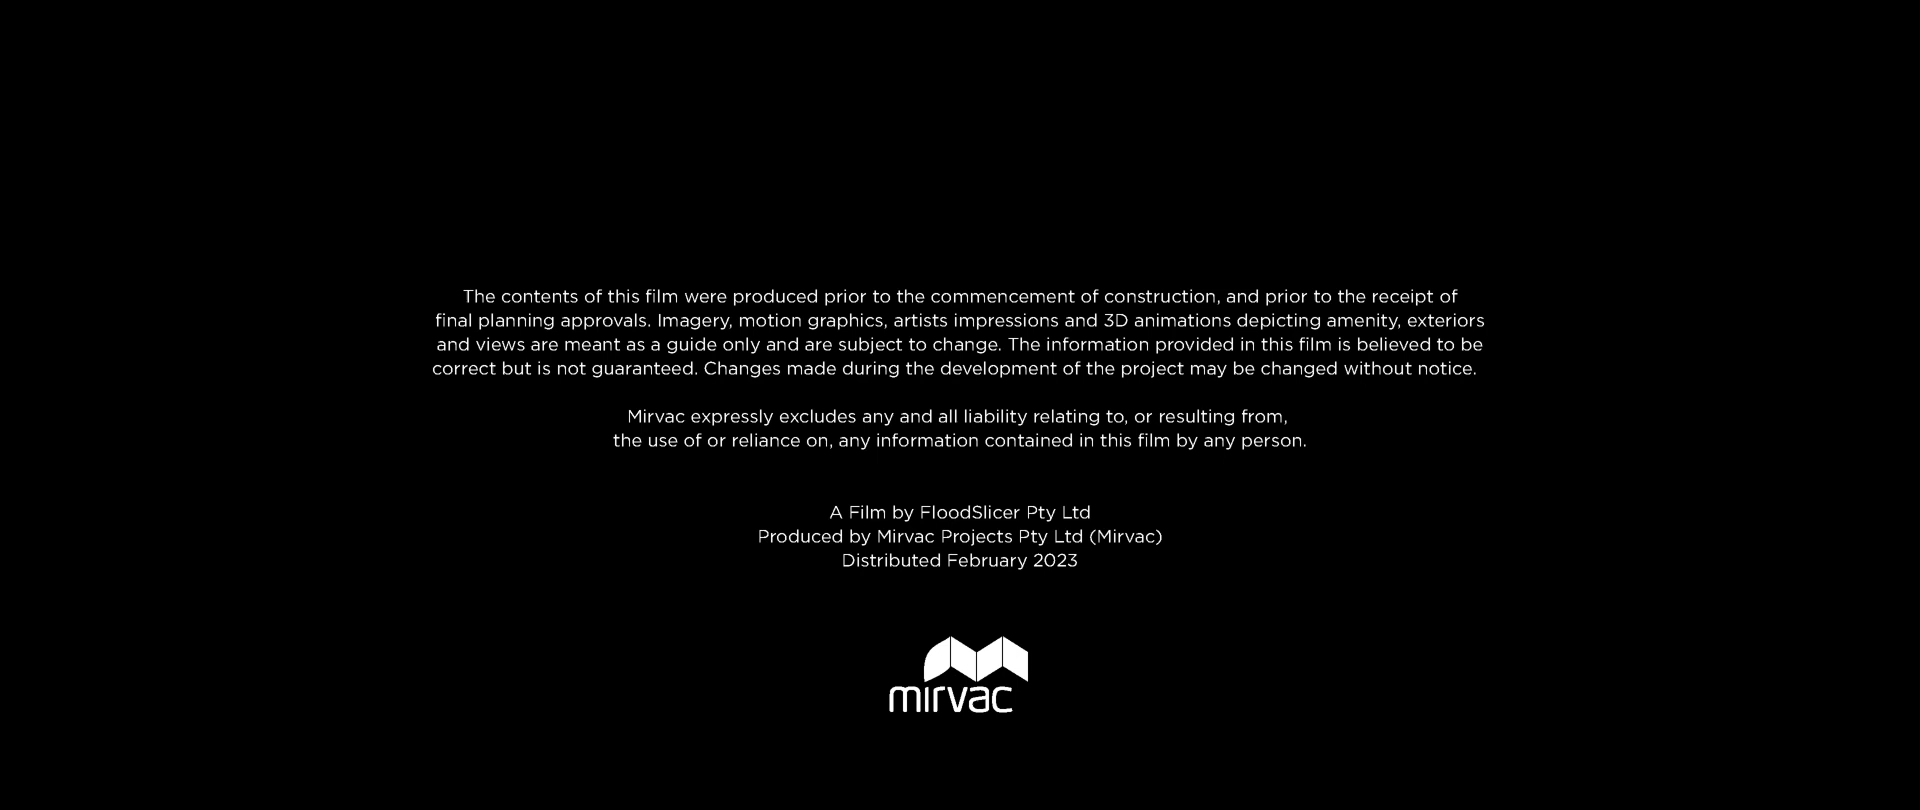 The contents of this film were produced prior to the commencement of construction, and prior to the receipt of
final planning approvals. Imagery, motion graphics, artists impressions and 3D animations depicting amenity, exteriors
and views are meant as a guide only and are subject to change. The information provided in this film is believed to be
correct but is not guaranteed. Changes made during the development of the project may be changed without notice.
Mirvac expressly excludes any and all liability relating to, or resulting from,
the use of or reliance on, any information contained in this film by any person.
A Film by FloodSlicer Pty Ltd
Produced by Mirvac Projects Pty Ltd (Mirvac)
Distributed February 2023
mirvac